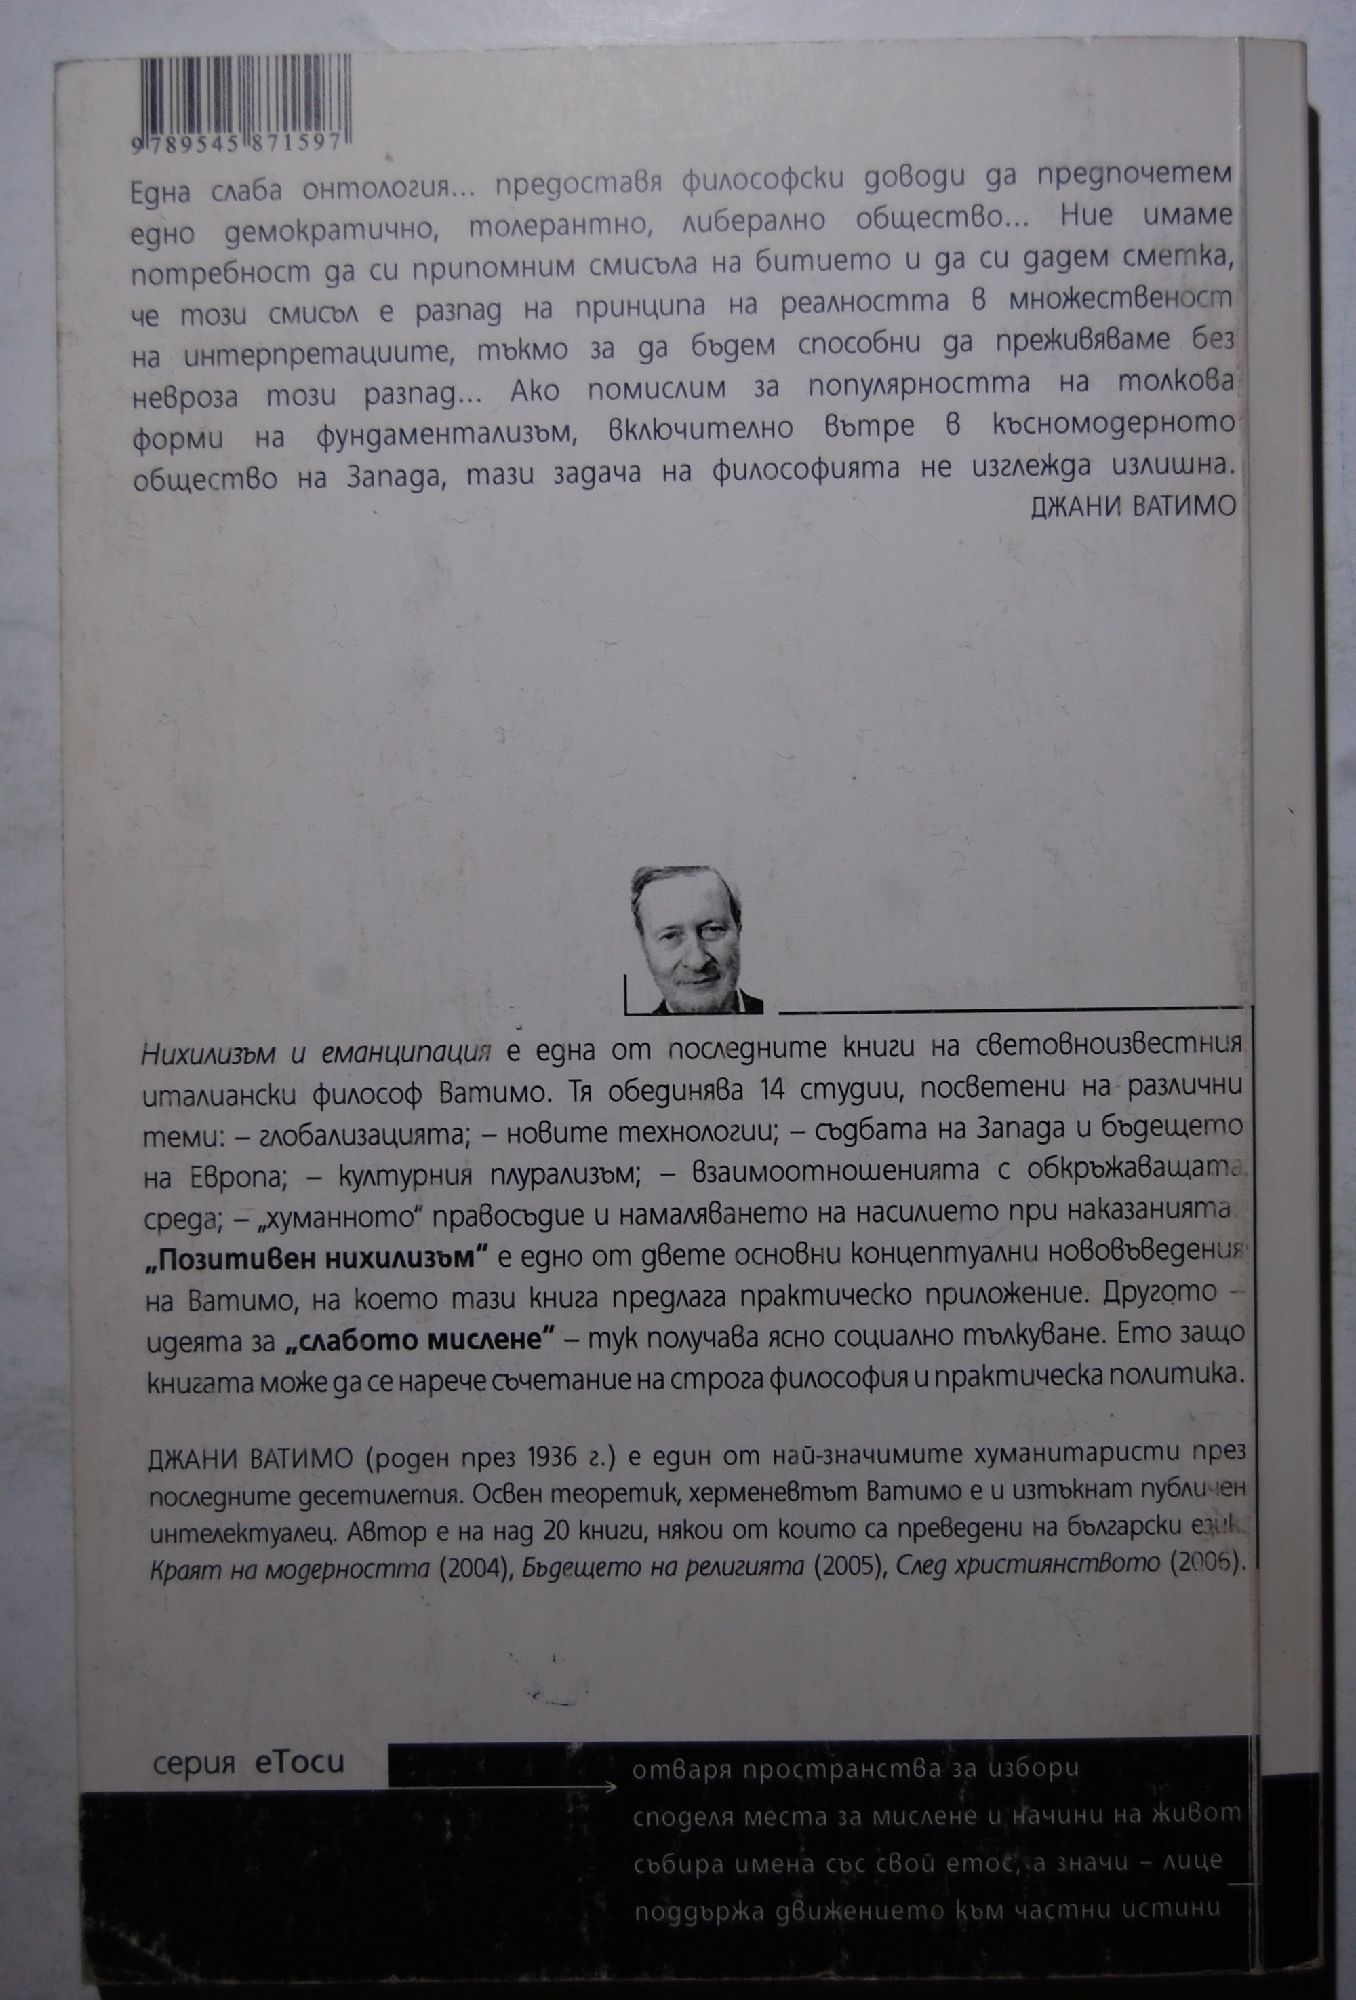 9 789545 871597
Една слаба онтология... предоставя философски доводи да предпочетем
едно демократично, толерантно, либерално общество... Ние имаме
потребност да си припомним смисъла на битието и да си дадем сметка,
че този смисъл е разпад на принципа на реалността в множественост
на интерпретациите, тъкмо за да бъдем способни да преживяваме без
невроза този разпад... Ако помислим за популярността на толкова
форми на фундаментализъм, включително вътре в късномодерното
общество на Запада, тази задача на философията не изглежда излишна.
ДЖАНИ ВАТИМО
Нихилизъм и еманципация е една от последните книги на световноизвестния
италиански философ Ватимо. Тя обединява 14 студии, посветени на различни
теми: – глобализацията; – новите технологии; – съдбата на Запада и бъдещето
на Европа; – културния плурализъм; – взаимоотношенията с обкръжаващата
среда; – „хуманното“ правосъдие и намаляването на насилието при наказанията.
„Позитивен нихилизъм“ е едно от двете основни концептуални нововъведения
на Ватимо, на което тази книга предлага практическо приложение. Другото –
идеята за „слабото мислене“ – тук получава ясно социално тълкуване. Ето защо
книгата може да се нарече съчетание на строга философия и практическа политика.
ДЖАНИ ВАТИМО (роден през 1936 г.) е един от най-значимите хуманитаристи през
последните десетилетия. Освен теоретик, херменевтът Ватимо е и изтъкнат публичен
интелектуалец. Автор е на над 20 книги, някои от които са преведени на български език:
Краят на модерността (2004), Бъдещето на религията (2005), След християнството (2006).
серия еТоси
отваря пространства за избори
споделя места за мислене и начини на живот
събира имена със свой етос, а значи – лице
поддържа движението към частни истини